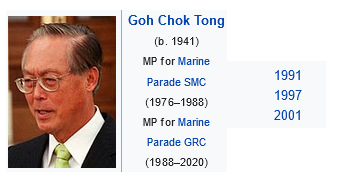 Goh Chok Tong
(b. 1941)
MP for Marine
Parade SMC
(1976–1988)
MP for Marine
Parade GRC
(1988–2020)
1991
1997
2001